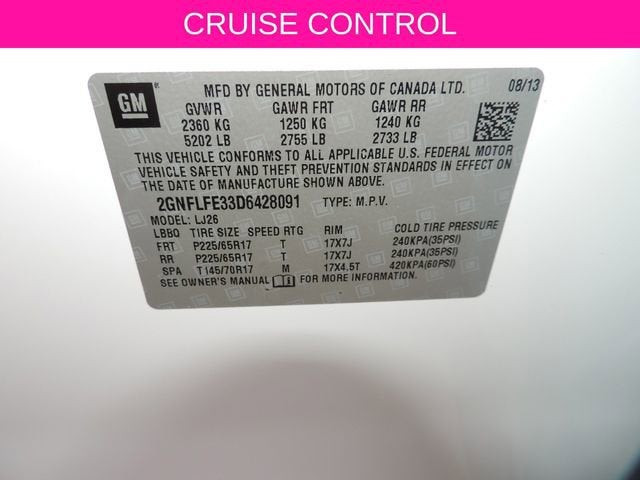 CRUISE CONTROL
GM
MFD BY GENERAL MOTORS OF CANADA LTD. 08/13
GVWR GAWR FRT GAWR RR
2360 KG 1250 KG 1240 KG
5202 LB 2755 LB 2733 LB
THIS VEHICLE CONFORMS TO ALL APPLICABLE U.S. FEDERAL MOTOR
VEHICLE SAFETY AND THEFT PREVENTION STANDARDS IN EFFECT ON
THE DATE OF MANUFACTURE SHOWN ABOVE.
2GNFLFE33D6428091 TYPE: M.P.V.
MODEL: LJ26
LBBQ TIRE SIZE SPEED RTG RIM COLD TIRE PRESSURE
FRT P225/65R17 T 17X7J 240KPA(35PSI)
RR P225/65R17 T 17X7J 240KPA(35PSI)
SPA T145/70R17 M 17X4.5T 420KPA(60PSI)
SEE OWNER'S MANUAL FOR MORE INFORMATION.